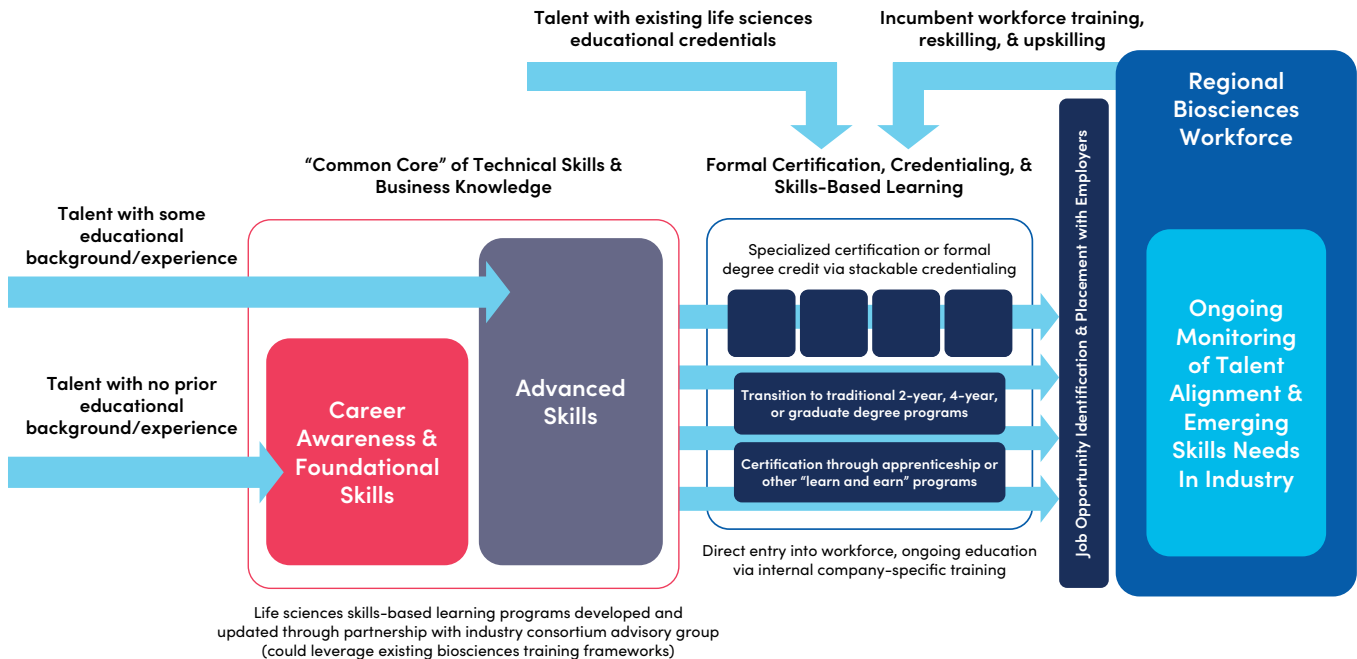 Talent with existing life sciences
educational credentials
Incumbent workforce training,
reskilling, & upskilling
Regional
Biosciences
Workforce
“Common Core” of Technical Skills &
Business Knowledge
Formal Certification, Credentialing, &
Skills-Based Learning
Talent with some
educational
background/experience
Talent with no prior
educational
background/experience
Career
Awareness &
Foundational
Skills
Advanced
Skills
Specialized certification or formal
degree credit via stackable credentialing
Transition to traditional 2-year, 4-year,
or graduate degree programs
Certification through apprenticeship or
other “learn and earn” programs
Direct entry into workforce, ongoing education
via internal company-specific training
Job Opportunity Identification & Placement with Employers
Ongoing
Monitoring
of Talent
Alignment &
Emerging
Skills Needs
In Industry
Life sciences skills-based learning programs developed and
updated through partnership with industry consortium advisory group
(could leverage existing biosciences training frameworks)